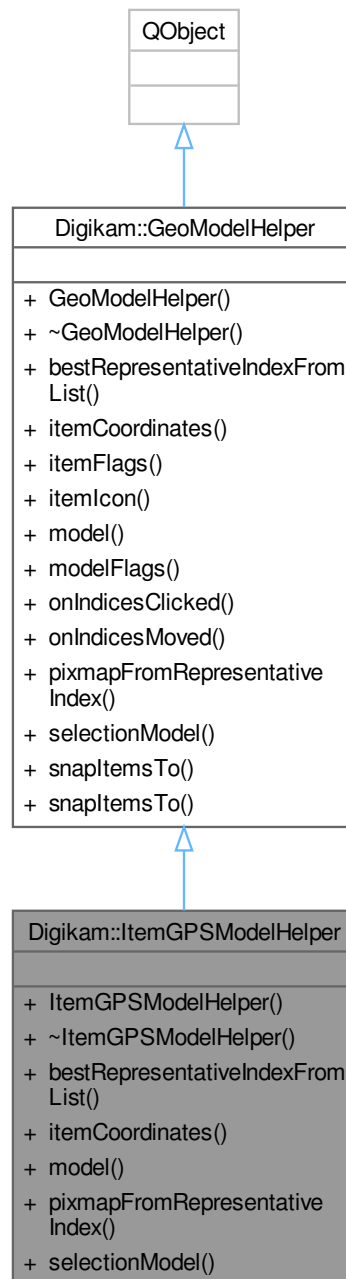 QObject
Digikam::GeoModelHelper
+ GeoModelHelper()
+ ~GeoModelHelper()
+ bestRepresentativeIndexFrom
List()
+ itemCoordinates()
+ itemFlags()
+ itemIcon()
+ model()
+ modelFlags()
+ onIndicesClicked()
+ onIndicesMoved()
+ pixmapFromRepresentative
Index()
+ selectionModel()
+ snapItemsTo()
+ snapItemsTo()
Digikam::ItemGPSModelHelper
+ ItemGPSModelHelper()
+ ~ItemGPSModelHelper()
+ bestRepresentativeIndexFrom
List()
+ itemCoordinates()
+ model()
+ pixmapFromRepresentative
Index()
+ selectionModel()